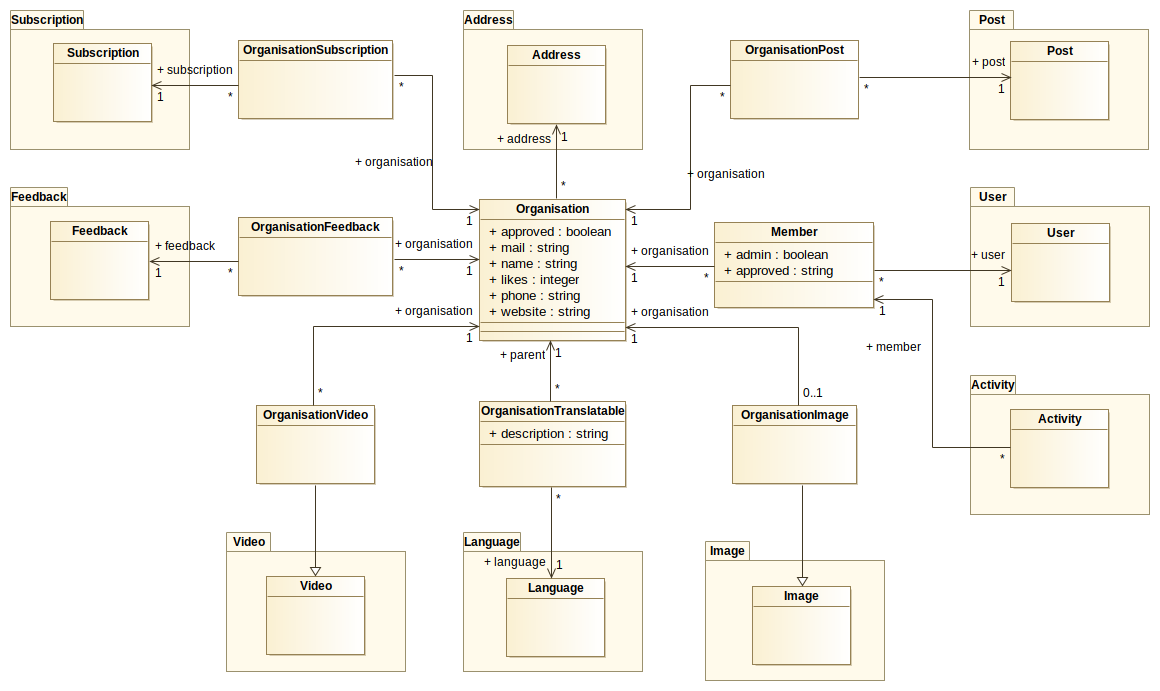 Subscription
Subscription
+ subscription
1
*
OrganisationSubscription
*
+ organisation
1
Address
Address
+ address
1
*
OrganisationPost
*
+ organisation
1
*
Post
Post
+ post
1
Feedback
Feedback
+ feedback
1
*
OrganisationFeedback
+ organisation
*
1
Organisation
+ approved : boolean
+ mail : string
+ name : string
+ likes : integer
+ phone : string
+ website : string
+ organisation
1
*
Member
+ admin : boolean
+ approved : string
*
1
User
User
+ user
1
+ member
Activity
Activity
*
+ organisation
1
*
OrganisationVideo
+ parent
1
*
OrganisationTranslatable
+ description : string
*
+ organisation
1
0..1
OrganisationImage
Video
Video
Language
+ language
1
Language
Image
Image